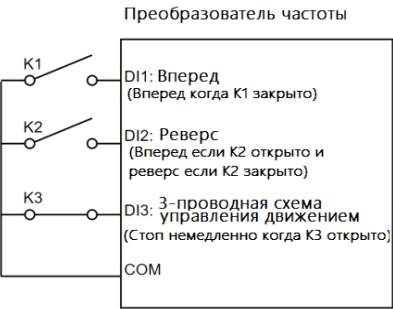 Преобразователь частоты
K1
DI1: Вперед
(Вперед когда K1 закрыто)
K2
DI2: Реверс
(Вперед если K2 открыто и
реверс если K2 закрыто)
K3
DI3: 3-проводная схема
управления движением
(Стоп немедленно когда K3 открыто)
COM